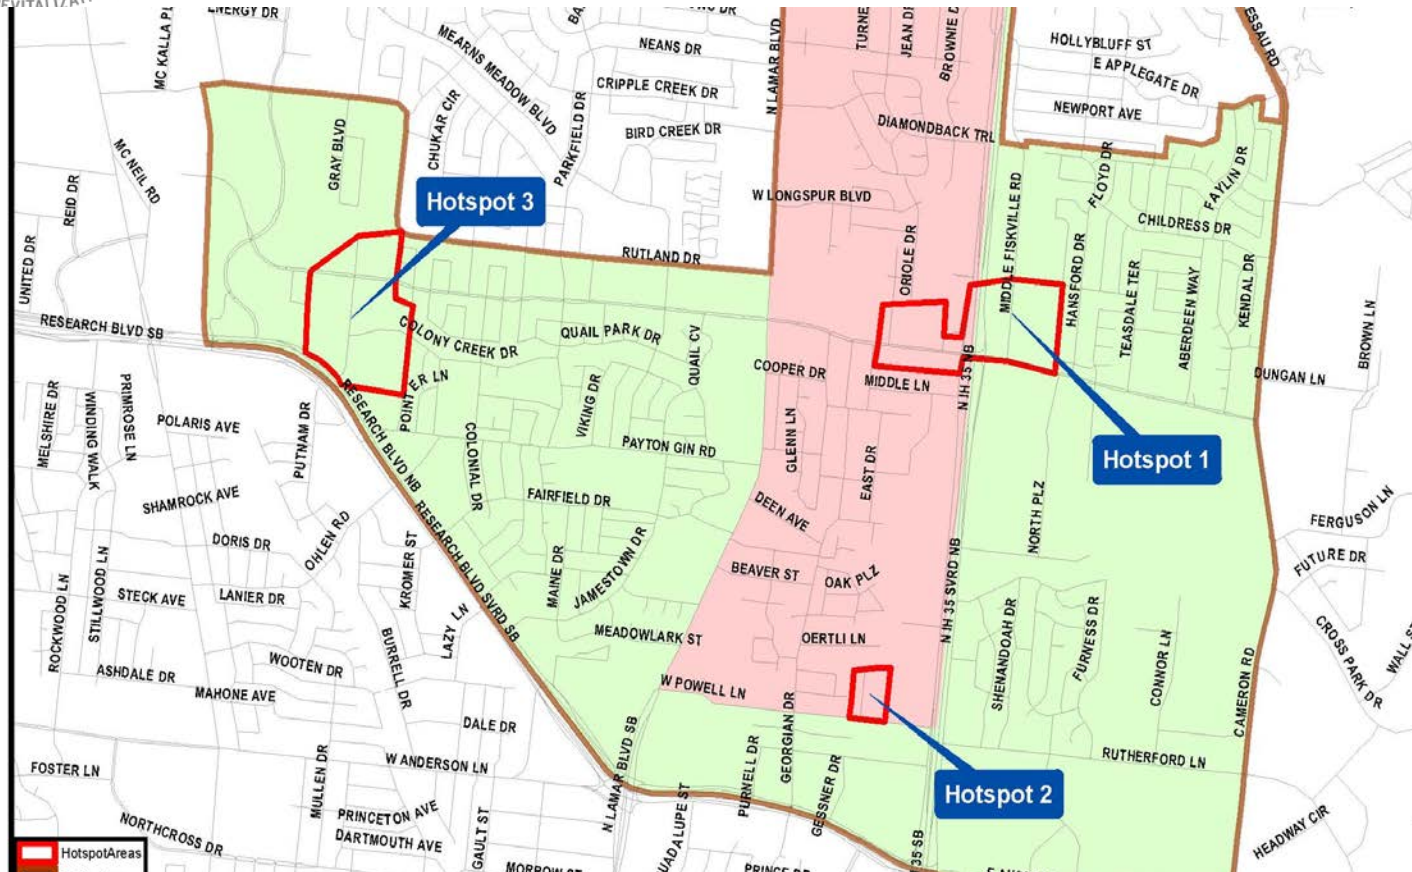 ENERGY DR
MC KALLA PL
MEARNS MEADOW BLVD
NEANS DR
CRIPPLE CREEK DR
BIRD CREEK DR
PARKFIELD DR
CHUKAR CIR
GRAY BLVD
MC NEIL RD
REID DR
UNITED DR
N LAMAR BLVD
JEAN DR
DIAMONDBACK TRL
W LONGSPUR BLVD
HOLLYBLUFF ST
E APPLEGATE DR
NEWPORT AVE
FLOYD DR
FAYLIN DR
CHILDRESS DR
MIDDLE FISKVILLE RD
HANSFORD DR
TEASDALE TER
ABERDEEN WAY
KENDAL DR
BROWN LN
DUNGAN LN
Hotspot 3
RUTLAND DR
ORIOLE DR
RESEARCH BLVD SB
COLONY CREEK DR
QUAIL PARK DR
QUAIL CV
POINTER LN
COOPER DR
MIDDLE LN
N IH 35 NB
Hotspot 1
MELSHIRE DR
WINDING WALK
PRIMROSE LN
POLARIS AVE
PUTNAM DR
RESEARCH BLVD NB
COLONIAL DR
VIKING DR
PAYTON GIN RD
GLENN LN
EAST DR
SHAMROCK AVE
FAIRFIELD DR
DEEN AVE
NORTH PLZ
FERGUSON LN
FUTURE DR
DORIS DR
OHLEN RD
RESEARCH BLVD SVRD SB
KROMER ST
MAINE DR
JAMESTOWN DR
BEAVER ST
OAK PLZ
N IH 35 SVRD NB
ROCKWOOD LN
STILLWOOD LN
STECK AVE
LANIER DR
LAZY LN
MEADOWLARK ST
OERTLI LN
SHENANDOAH DR
FURNESS DR
CONNOR LN
CAMERON RD
CROSS PARK DR
ASHDALE DR
WOOTEN DR
BURRELL DR
MAHONE AVE
W POWELL LN
DALE DR
GEORGIAN DR
N LAMAR BLVD SB
PURNELL DR
GESSNER DR
RUTHERFORD LN
Hotspot 2
FOSTER LN
MULLEN DR
W ANDERSON LN
PRINCETON AVE
DARTMOUTH AVE
GAULT ST
NORTHCROSS DR
HEADWAY CIR
35 SB
HotspotAreas